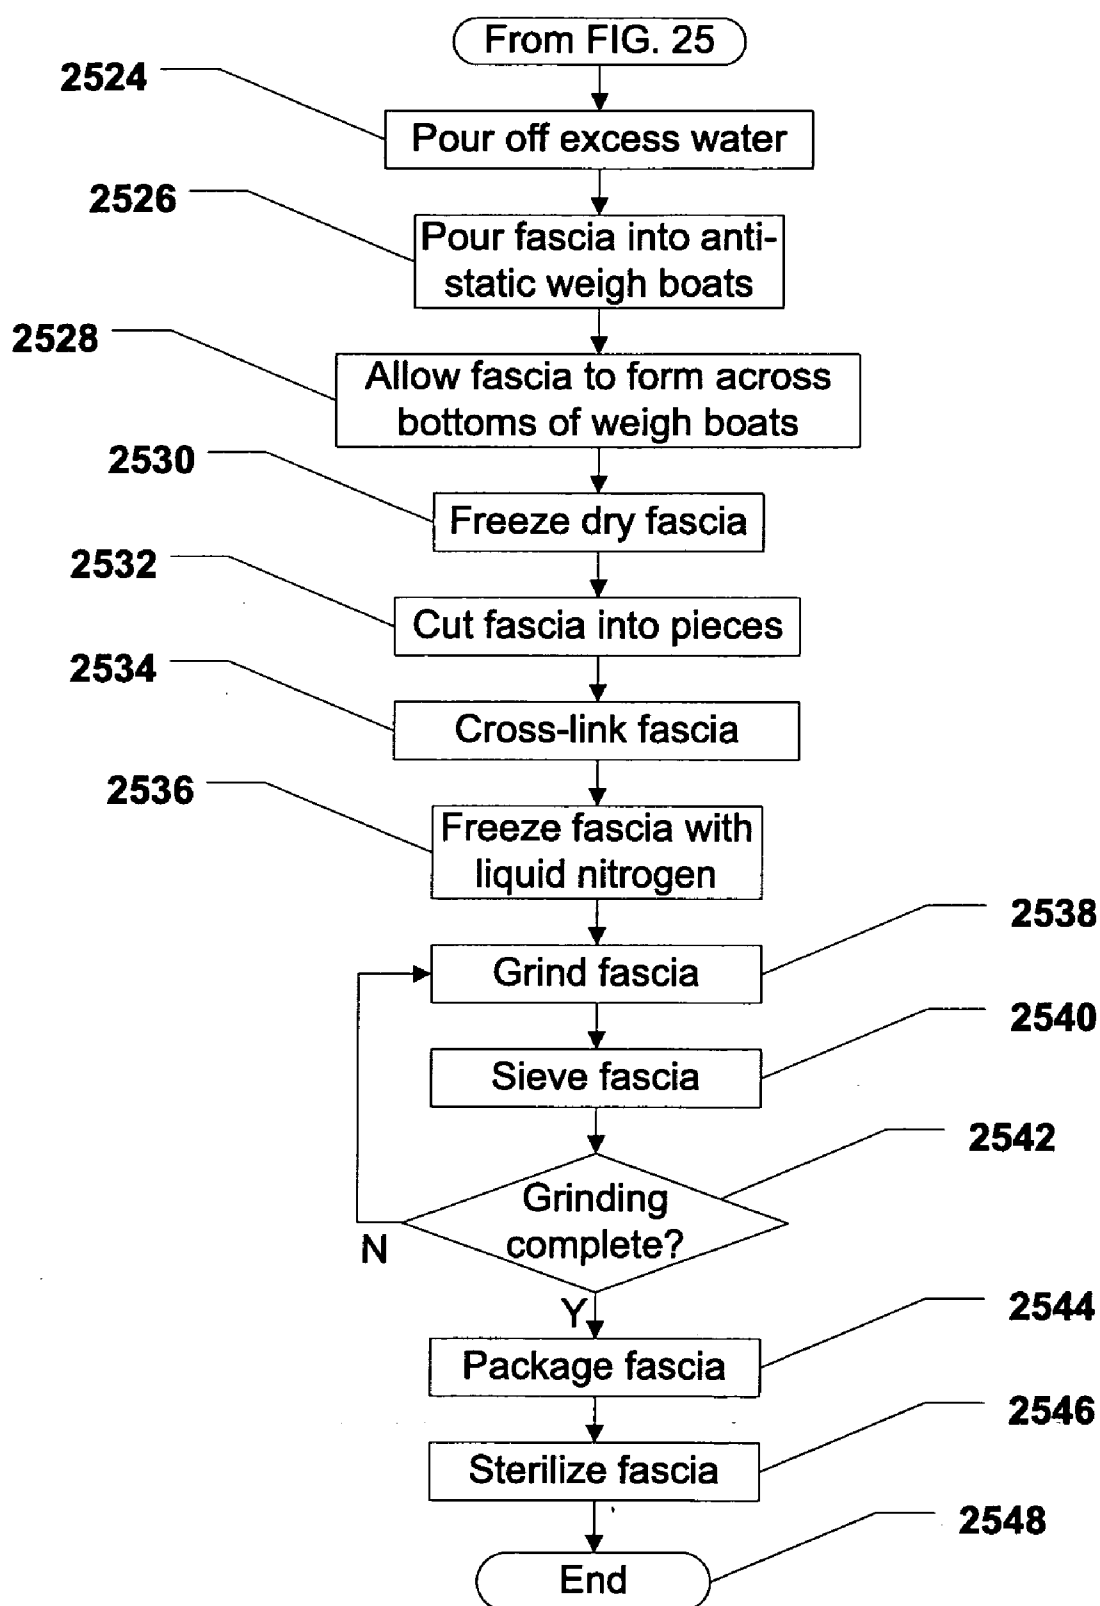 From FIG. 25
2524
Pour off excess water
2526
Pour fascia into anti-
static weigh boats
2528
Allow fascia to form across
bottoms of weigh boats
2530
Freeze dry fascia
2532
Cut fascia into pieces
2534
Cross-link fascia
2536
Freeze fascia with
liquid nitrogen
2538
Grind fascia
2540
Sieve fascia
2542
Grinding
complete?
N
Y
2544
Package fascia
2546
Sterilize fascia
2548
End